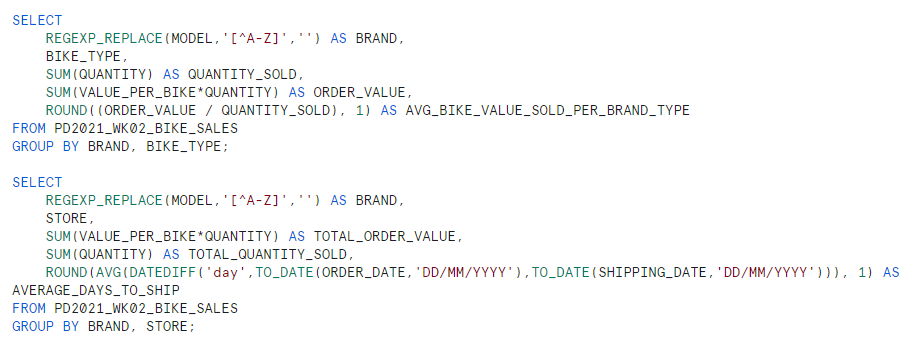 SELECT
    REGEXP_REPLACE(MODEL,'[^A-Z]','') AS BRAND,
    BIKE_TYPE,
    SUM(QUANTITY) AS QUANTITY_SOLD,
    SUM(VALUE_PER_BIKE*QUANTITY) AS ORDER_VALUE,
    ROUND((ORDER_VALUE / QUANTITY_SOLD), 1) AS AVG_BIKE_VALUE_SOLD_PER_BRAND_TYPE
FROM PD2021_WK02_BIKE_SALES
GROUP BY BRAND, BIKE_TYPE;

SELECT
    REGEXP_REPLACE(MODEL,'[^A-Z]','') AS BRAND,
    STORE,
    SUM(VALUE_PER_BIKE*QUANTITY) AS TOTAL_ORDER_VALUE,
    SUM(QUANTITY) AS TOTAL_QUANTITY_SOLD,
    ROUND(AVG(DATEDIFF('day',TO_DATE(ORDER_DATE,'DD/MM/YYYY'),TO_DATE(SHIPPING_DATE,'DD/MM/YYYY'))), 1) AS
AVERAGE_DAYS_TO_SHIP
FROM PD2021_WK02_BIKE_SALES
GROUP BY BRAND, STORE;